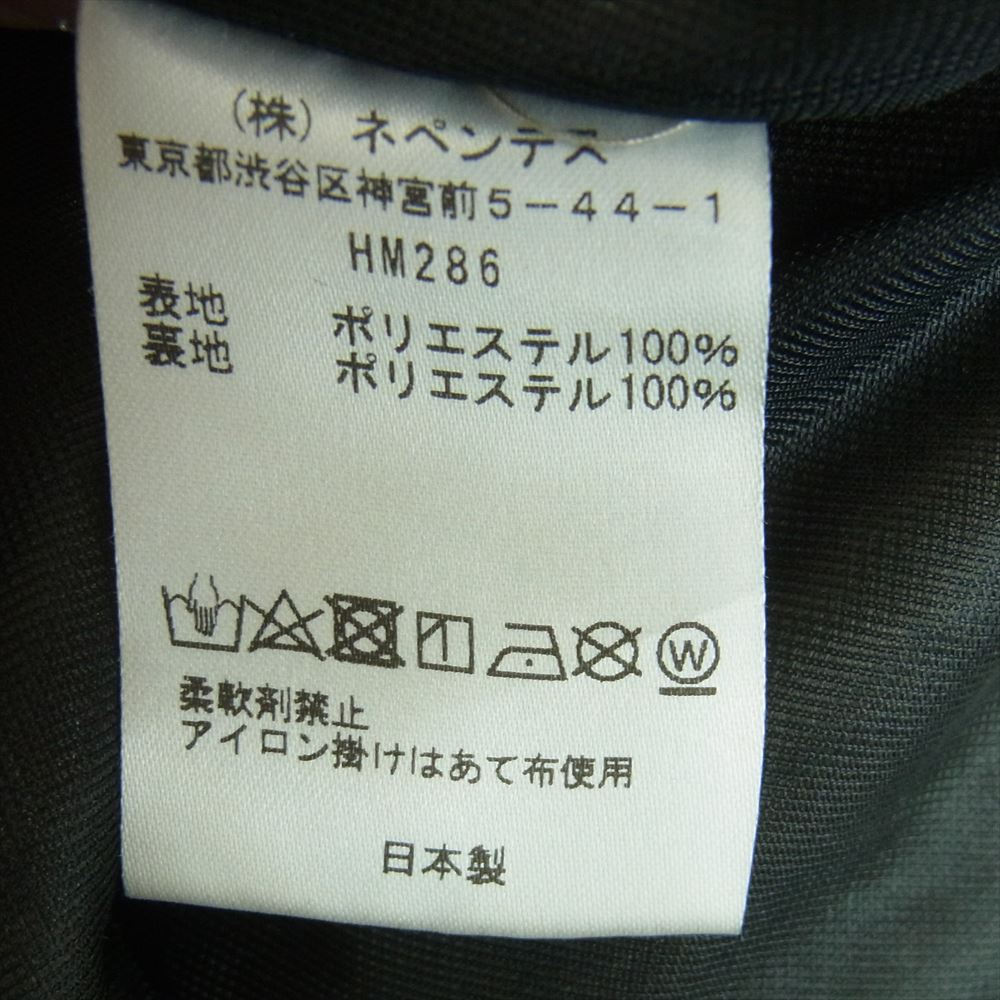 (株) ネペンテス
東京都渋谷区神宮前5-44-1
HM286
表地 ポリエステル100%
裏地 ポリエステル100%
W
柔軟剤禁止
アイロン掛けはあて布使用
日本製